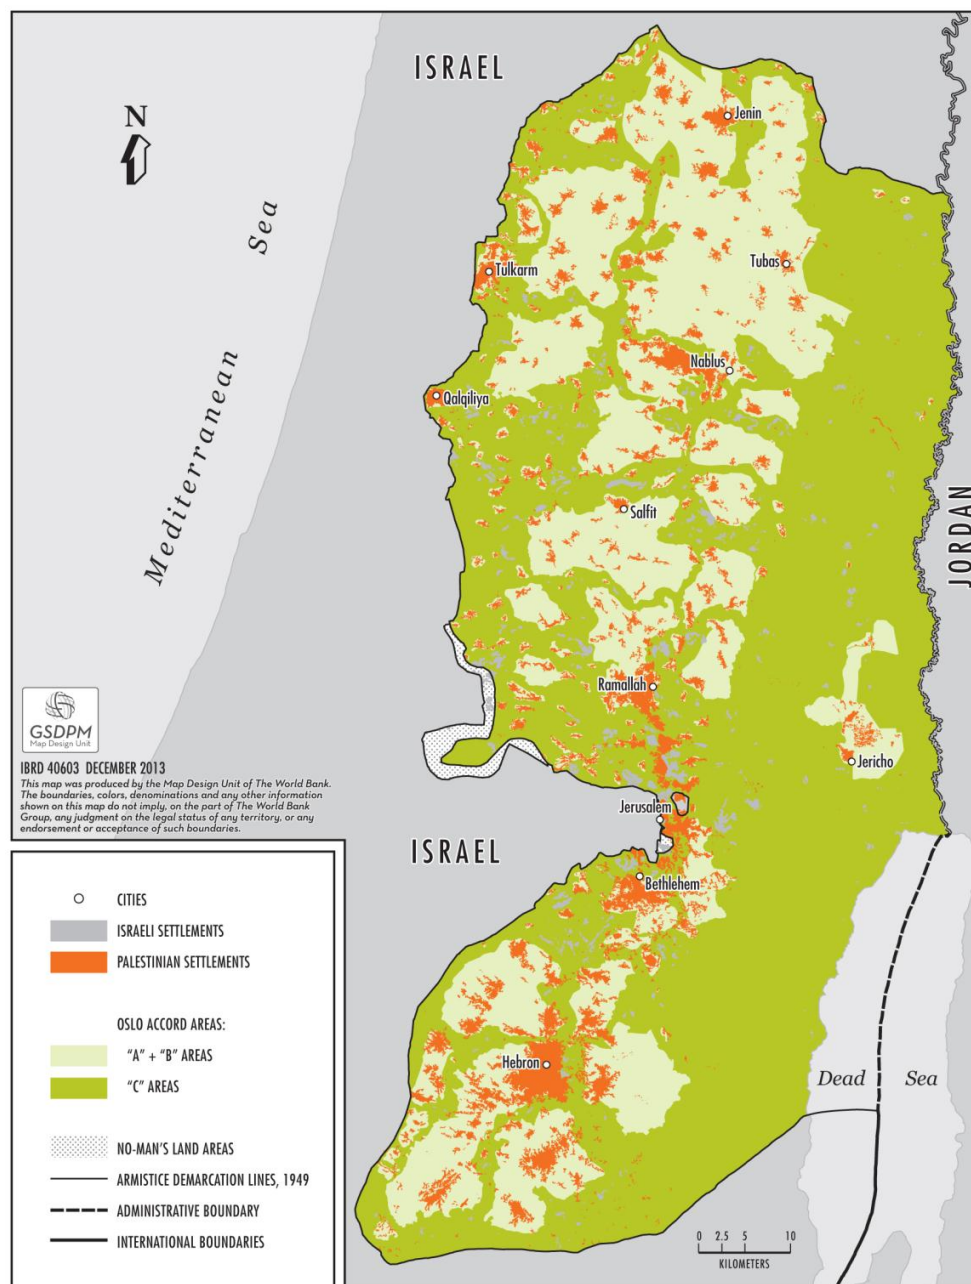 ISRAEL
N
Jenin
Mediterranean Sea
Tubas
Tulkarm
Nablus
Qalqiliya
JORDAN
Salfit
Ramallah
GSDPM
Map Design Unit
Jericho
IBRD 40603 DECEMBER 2013
This map was produced by the Map Design Unit of The World Bank.
The boundaries, colors, denominations and any other information
shown on this map do not imply, on the part of The World Bank
Group, any judgment on the legal status of any territory, or any
endorsement or acceptance of such boundaries.
Jerusalem
ISRAEL
Bethlehem
CITIES
ISRAELI SETTLEMENTS
PALESTINIAN SETTLEMENTS
OSLO ACCORD AREAS:
"A" + "B" AREAS
"C" AREAS
NO-MAN'S LAND AREAS
ARMISTICE DEMARCATION LINES, 1949
ADMINISTRATIVE BOUNDARY
INTERNATIONAL BOUNDARIES
Hebron
Dead Sea
0 2.5 5 10
KILOMETERS